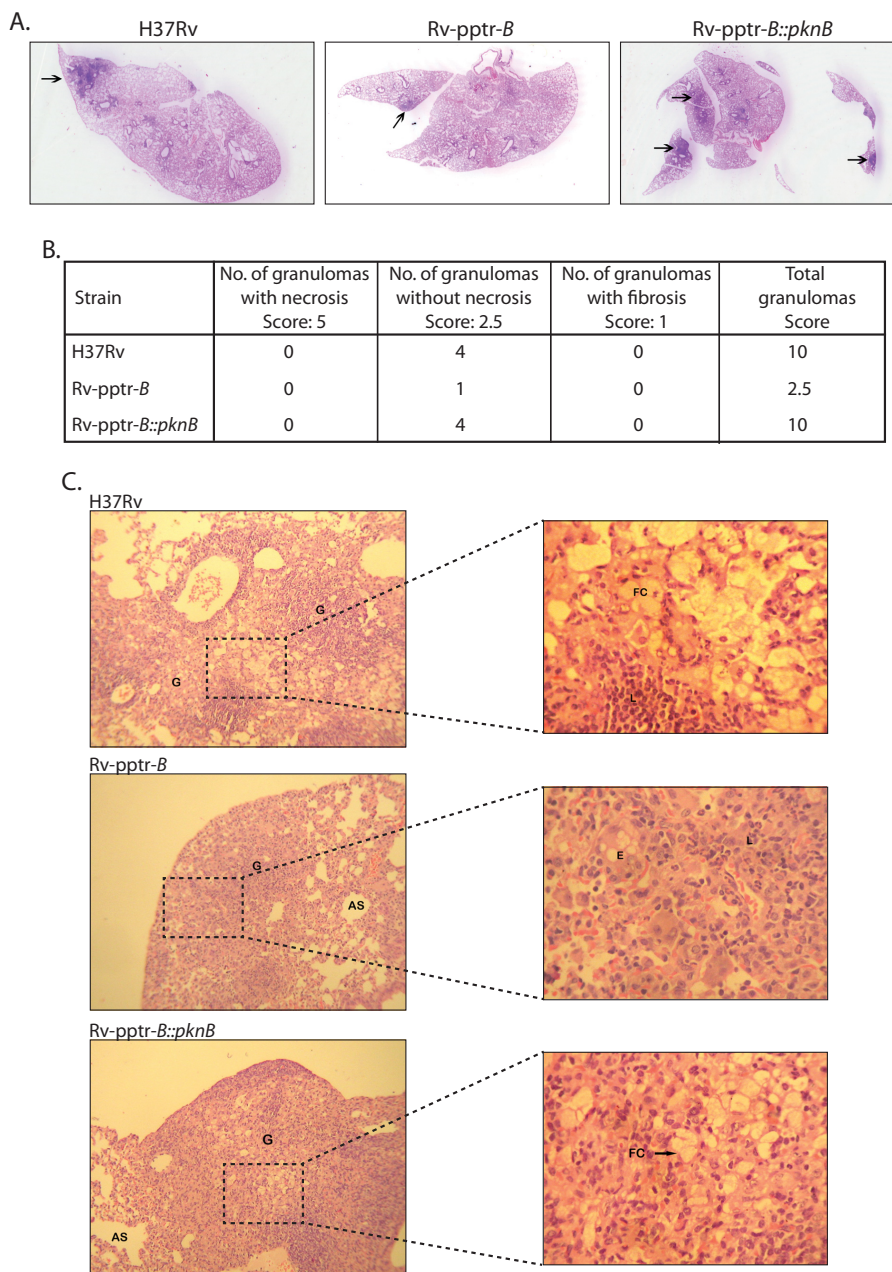 A.
H37Rv
Rv-pptr-B
Rv-pptr-B::pknB
B.
Strain
No. of granulomas with necrosis Score: 5
No. of granulomas without necrosis Score: 2.5
No. of granulomas with fibrosis Score: 1
Total granulomas Score
H37Rv 0 4 0 10
Rv-pptr-B 0 1 0 2.5
Rv-pptr-B::pknB 0 4 0 10
C.
H37Rv
G
G
FC
L
Rv-pptr-B
G
AS
E
L
Rv-pptr-B::pknB
G
AS
FC